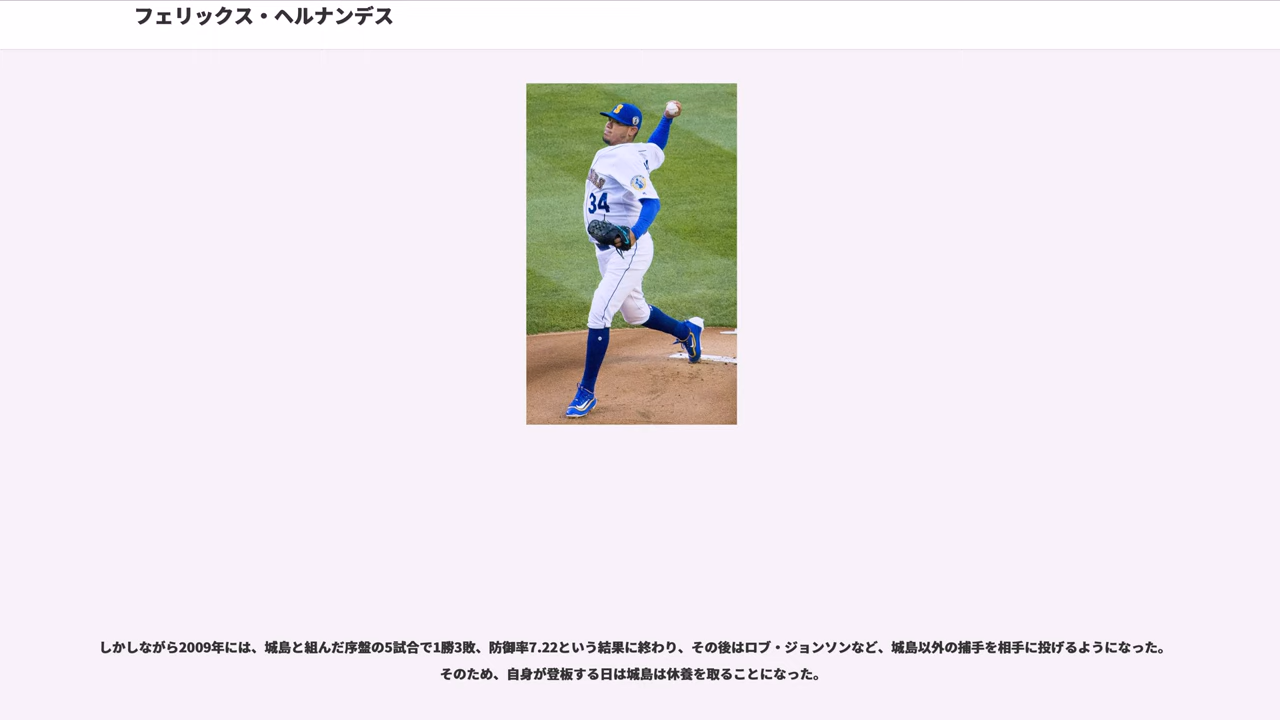 フェリックス・ヘルナンデス
34
しかしながら2009年には、城島と組んだ序盤の5試合で1勝3敗、防御率7.22という結果に終わり、その後はロブ・ジョンソンなど、城島以外の捕手を相手に投げるようになった。
そのため、自身が登板する日は城島は休養を取ることになった。